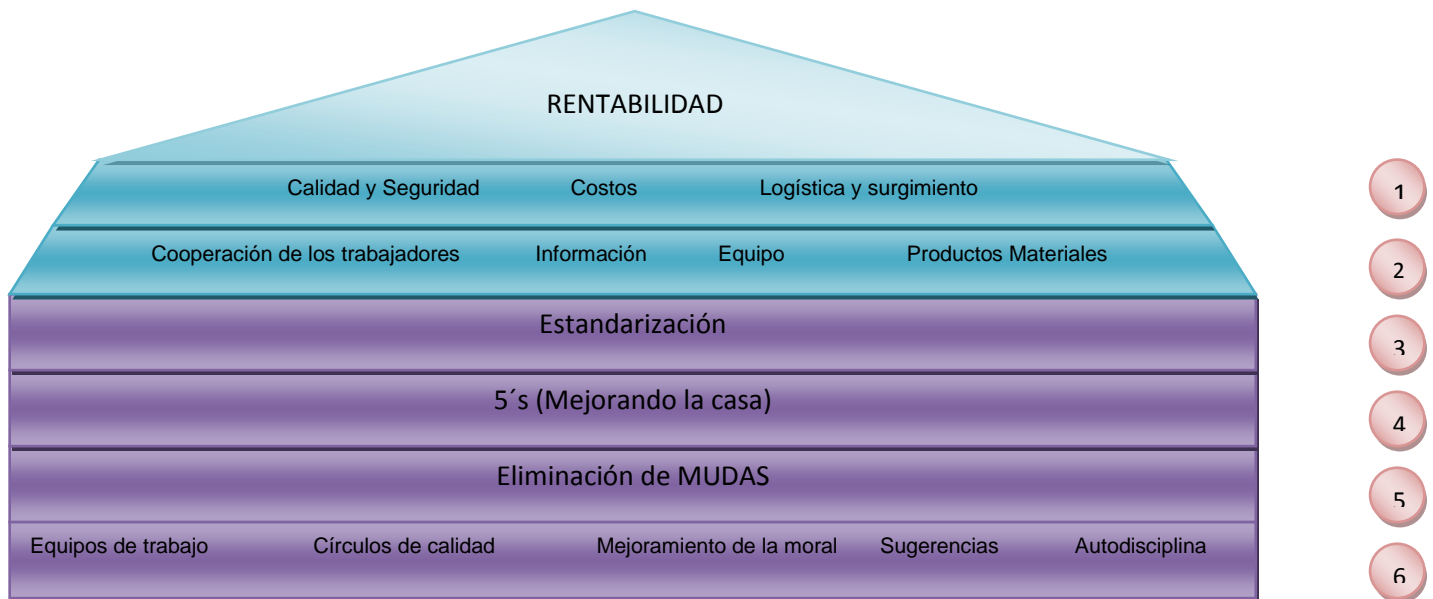 RENTABILIDAD
Calidad y Seguridad Costos Logística y surgimiento 1
Cooperación de los trabajadores Información Equipo Productos Materiales 2
Estandarización 3
5´s (Mejorando la casa) 4
Eliminación de MUDAS 5
Equipos de trabajo Círculos de calidad Mejoramiento de la moral Sugerencias Autodisciplina 6